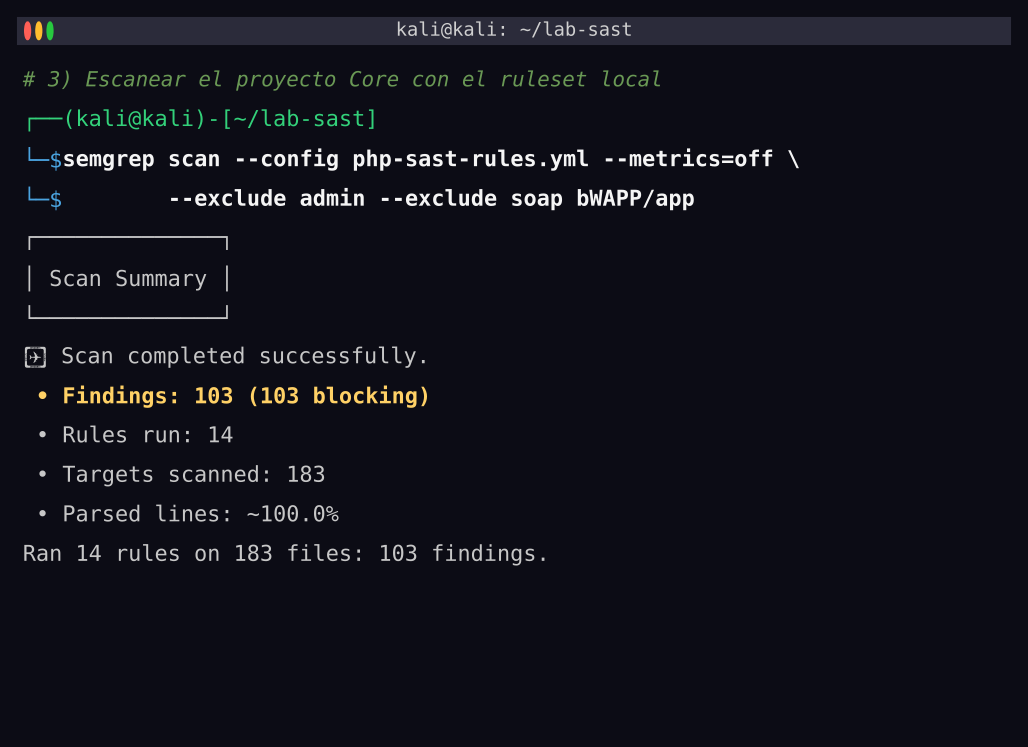 kali@kali: ~/lab-sast
# 3) Escanear el proyecto Core con el ruleset local
┌──(kali@kali)-[~/lab-sast]
└─$semgrep scan --config php-sast-rules.yml --metrics=off \
└─$        --exclude admin --exclude soap bWAPP/app
┌──────────────┐
│ Scan Summary │
└──────────────┘
Scan completed successfully.
• Findings: 103 (103 blocking)
• Rules run: 14
• Targets scanned: 183
• Parsed lines: ~100.0%
Ran 14 rules on 183 files: 103 findings.